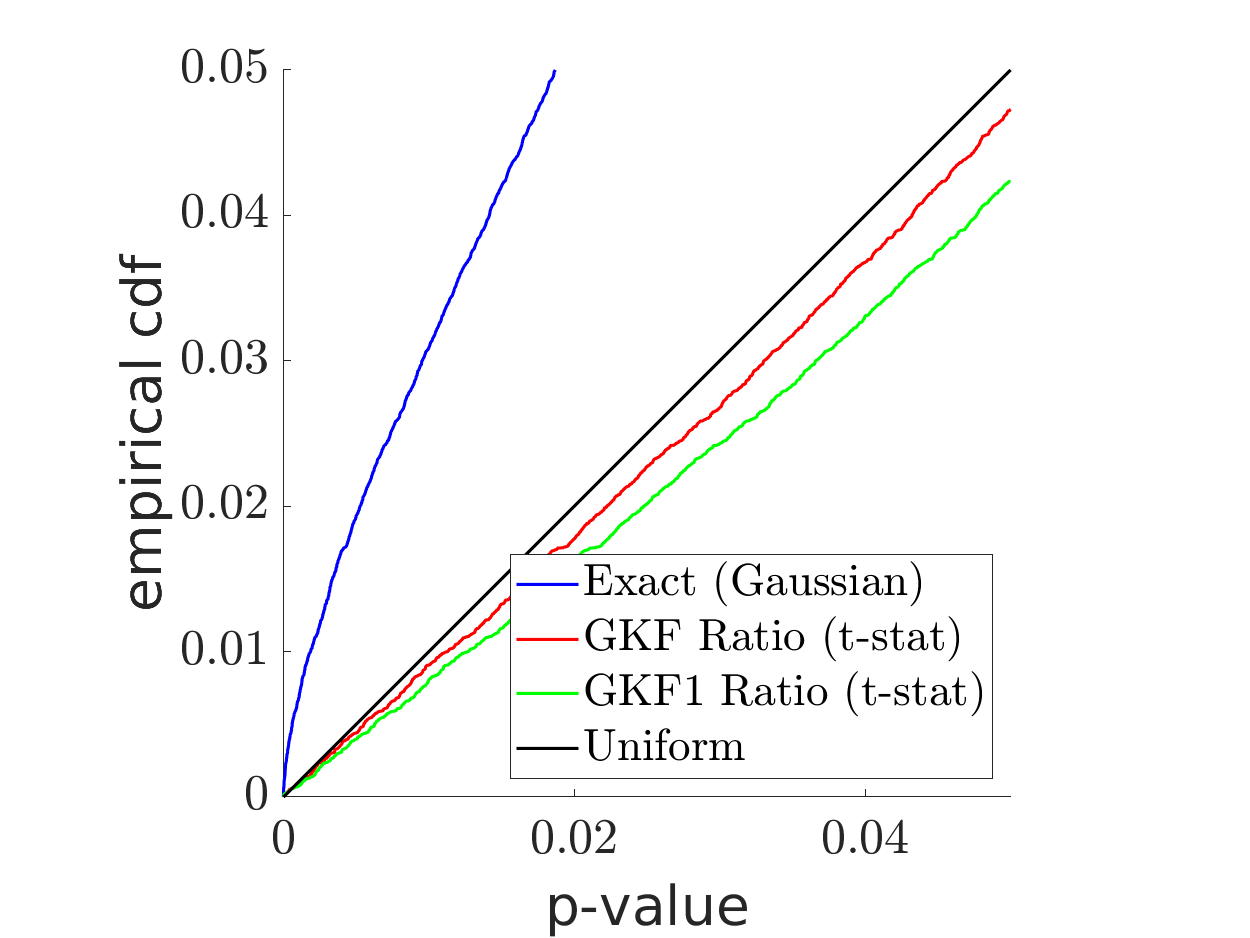 0.05
0.04
0.03
0.02
0.01
0
empirical cdf
Exact (Gaussian)
GKF Ratio (t-stat)
GKF1 Ratio (t-stat)
Uniform
0
0.02
0.04
p-value